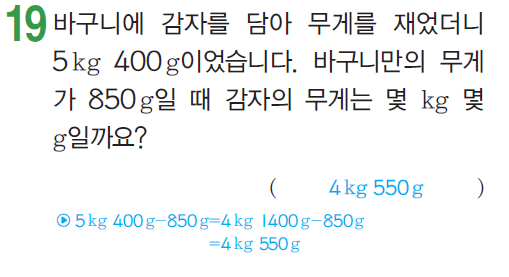 19 바구니에 감자를 담아 무게를 재었더니
5 kg 400 g이었습니다. 바구니만의 무게
가 850 g일 때 감자의 무게는 몇 kg 몇
g일까요?
( 4 kg 550 g )
5 kg 400 g-850 g=4 kg 1400 g-850 g
=4 kg 550 g